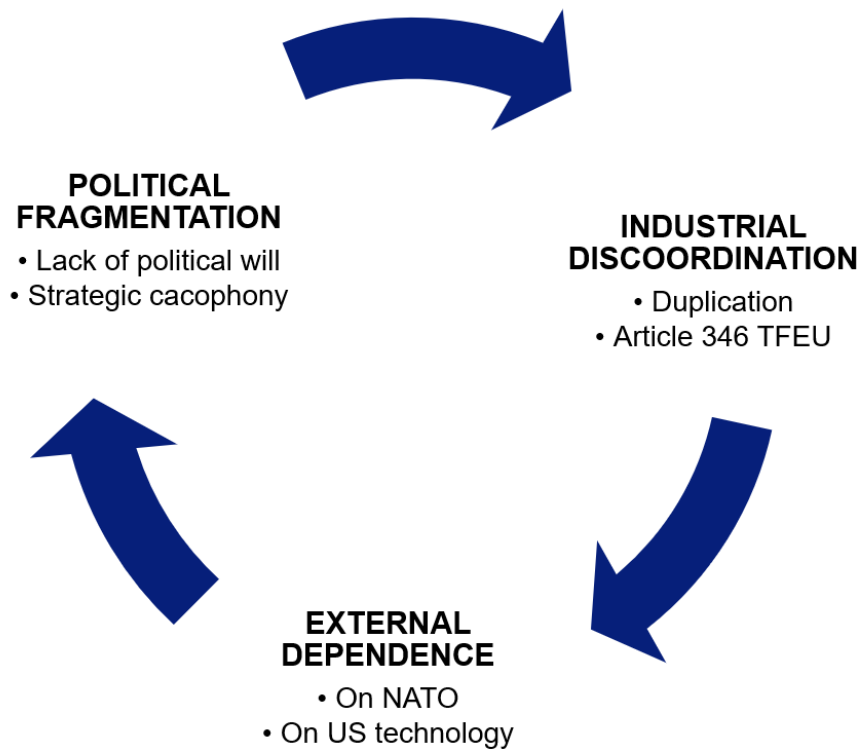 POLITICAL
FRAGMENTATION
• Lack of political will
• Strategic cacophony
INDUSTRIAL
DISCOORDINATION
• Duplication
• Article 346 TFEU
EXTERNAL
DEPENDENCE
• On NATO
• On US technology